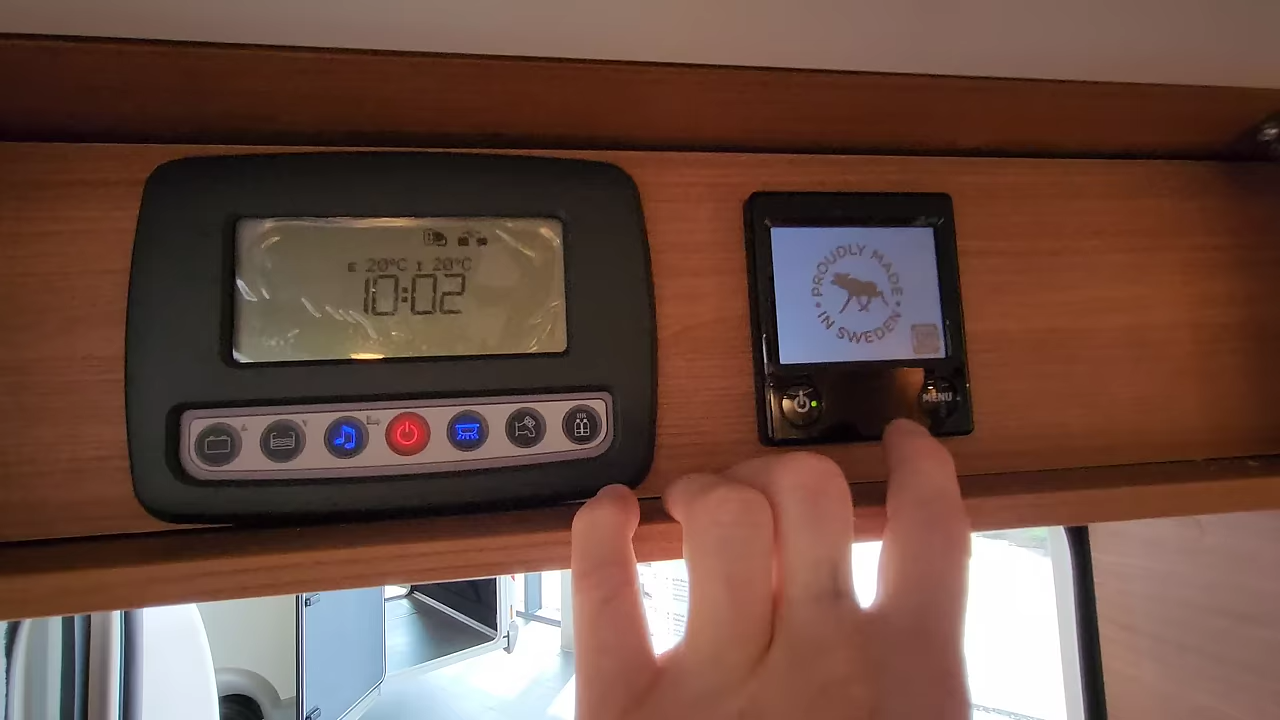 E 20°C I 20°C
10:02
• PROUDLY MADE •
IN SWEDEN
MENU